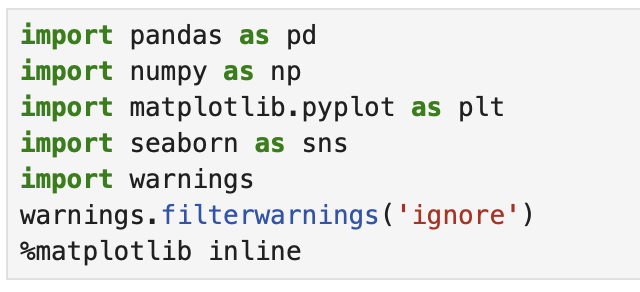 import pandas as pd
import numpy as np
import matplotlib.pyplot as plt
import seaborn as sns
import warnings
warnings.filterwarnings('ignore')
%matplotlib inline